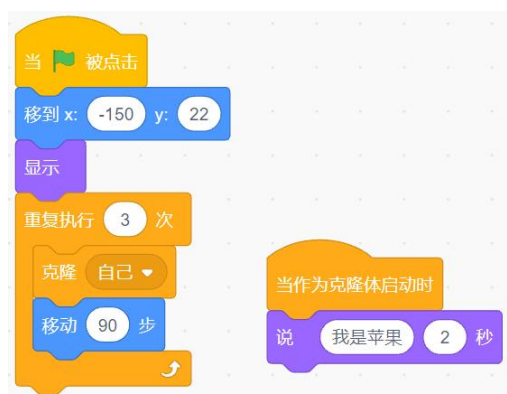 当 被点击
移到 x: -150 y: 22
显示
重复执行 3 次
克隆 自己
移动 90 步
当作为克隆体启动时
说 我是苹果 2 秒